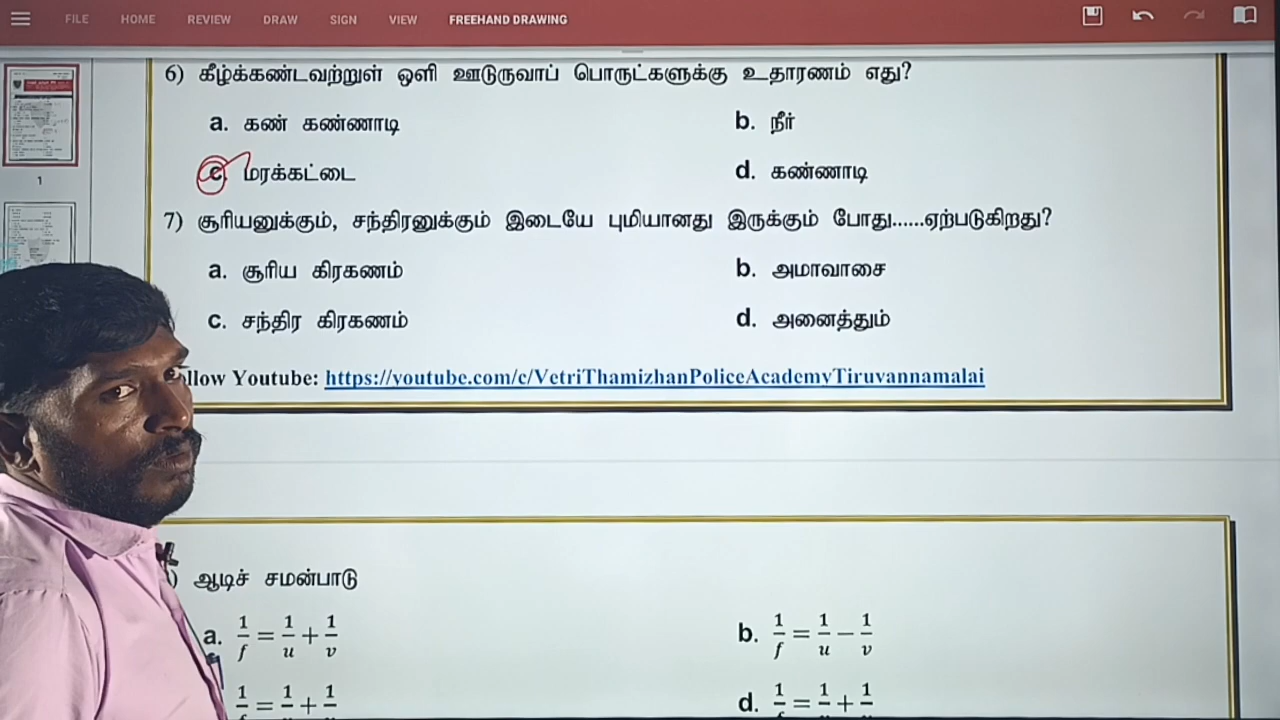 FILE HOME REVIEW DRAW SIGN VIEW FREEHAND DRAWING
6) கீழ்க்கண்டவற்றுள் ஒளி ஊடுருவாப் பொருட்களுக்கு உதாரணம் எது?
a. கண் கண்ணாடி b. நீர்
c. மரக்கட்டை d. கண்ணாடி
1
7) சூரியனுக்கும், சந்திரனுக்கும் இடையே புமியானது இருக்கும் போது......ஏற்படுகிறது?
a. சூரிய கிரகணம் b. அமாவாசை
c. சந்திர கிரகணம் d. அனைத்தும்
llow Youtube: https://youtube.com/c/VetriThamizhanPoliceAcademyTiruvannamalai
) ஆடிச் சமன்பாடு
a. 1/f = 1/u + 1/v b. 1/f = 1/u − 1/v
d.